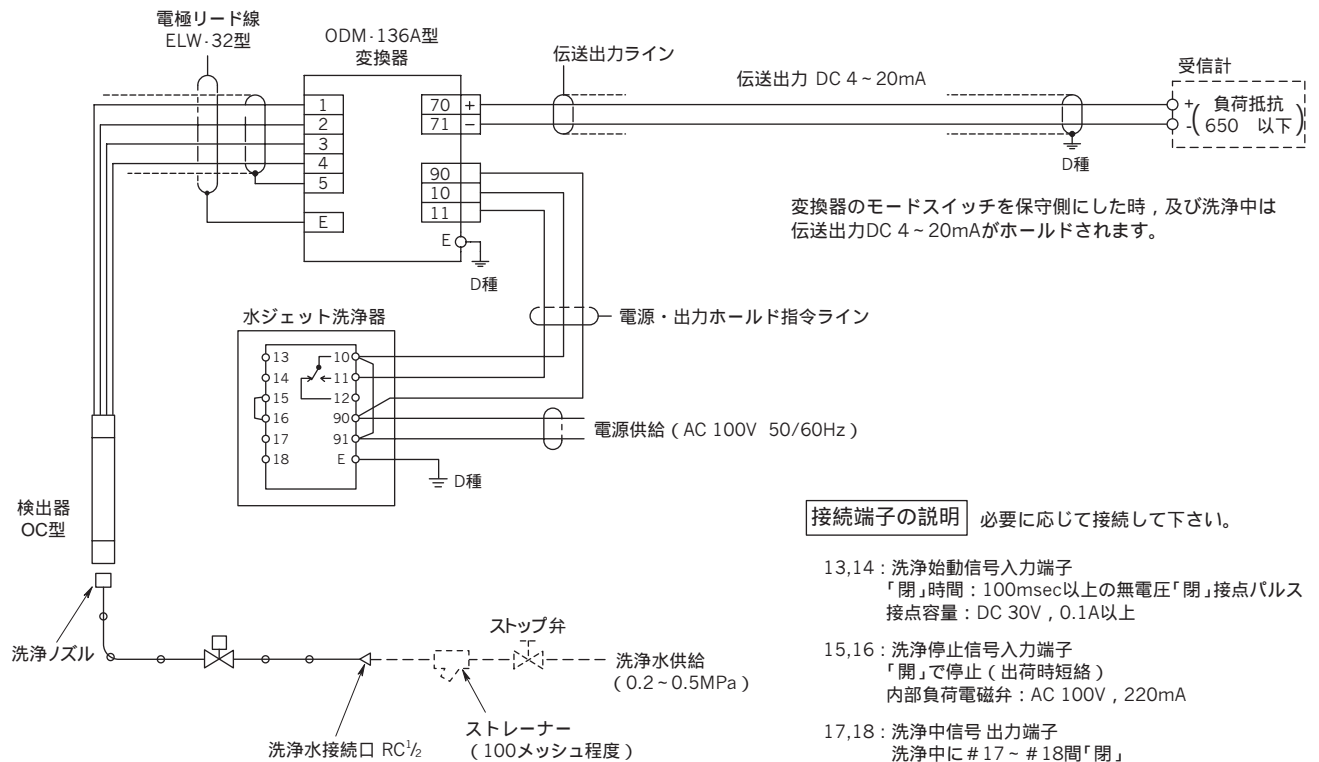 電極リード線
ELW-32型
ODM-136A型
変換器
伝送出力ライン
伝送出力 DC 4~20mA
受信計
1
2
3
4
5
E
70 +
71 −
90
10
11
E
D種
+
-
負荷抵抗
650 以下
D種
変換器のモードスイッチを保守側にした時,及び洗浄中は
伝送出力DC 4~20mAがホールドされます。
水ジェット洗浄器
電源・出力ホールド指令ライン
13 10
14 11
15 12
16 90
17 91
18 E
電源供給(AC 100V 50/60Hz)
D種
検出器
OC型
洗浄ノズル
ストップ弁
洗浄水供給
(0.2~0.5MPa)
洗浄水接続口 RC1/2
ストレーナー
(100メッシュ程度)
接続端子の説明 必要に応じて接続して下さい。
13,14:洗浄始動信号入力端子
「閉」時間:100msec以上の無電圧「閉」接点パルス
接点容量:DC 30V,0.1A以上
15,16:洗浄停止信号入力端子
「開」で停止(出荷時短絡)
内部負荷電磁弁:AC 100V,220mA
17,18:洗浄中信号 出力端子
洗浄中に#17~#18間「閉」